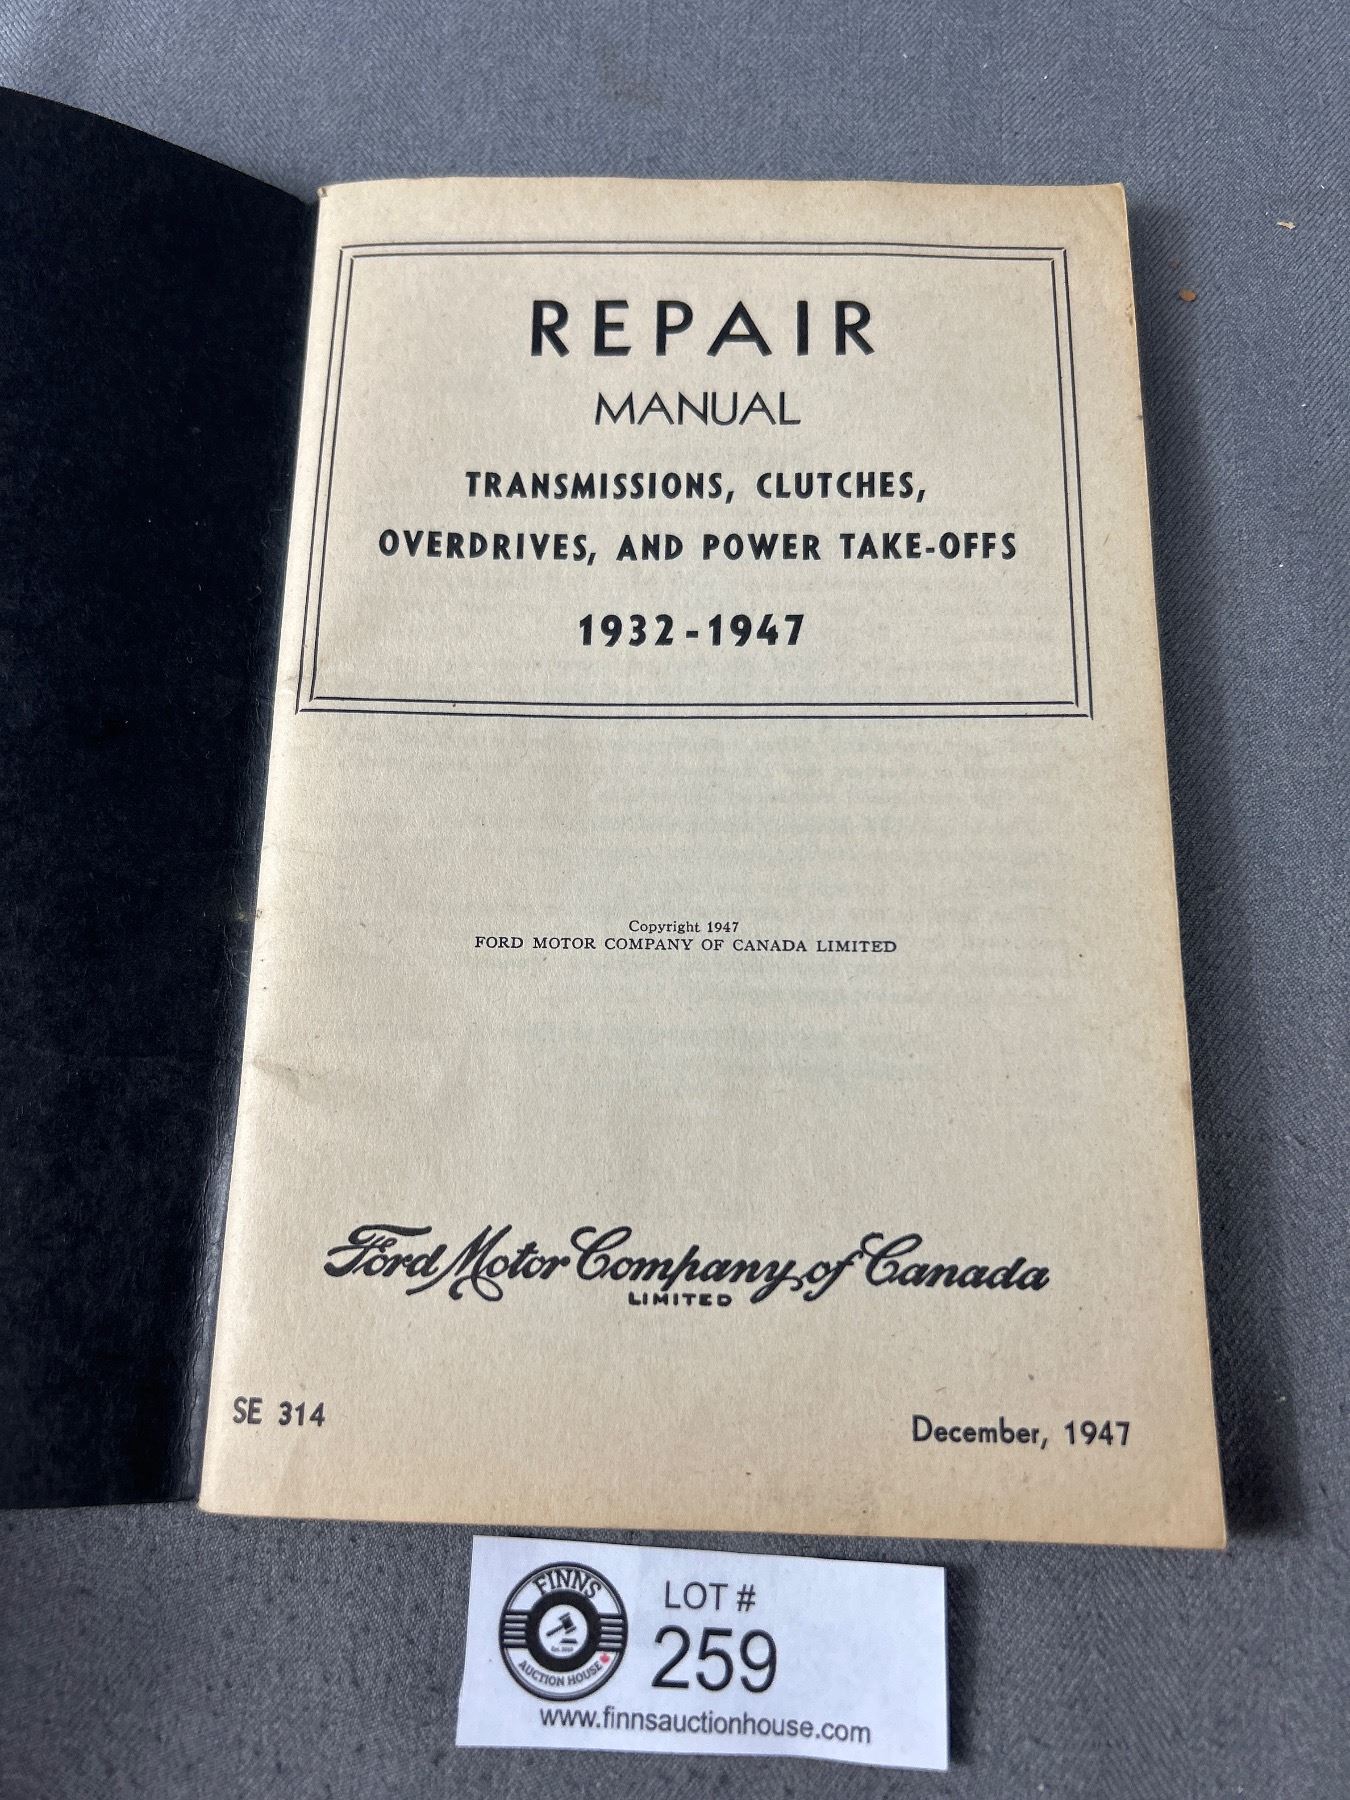 REPAIR
MANUAL
TRANSMISSIONS, CLUTCHES,
OVERDRIVES, AND POWER TAKE-OFFS
1932-1947
Copyright 1947
FORD MOTOR COMPANY OF CANADA LIMITED
Ford Motor Company of Canada
LIMITED
SE 314
December, 1947
FINNS
AUCTION HOUSE
LOT #
259
www.finnsauctionhouse.com